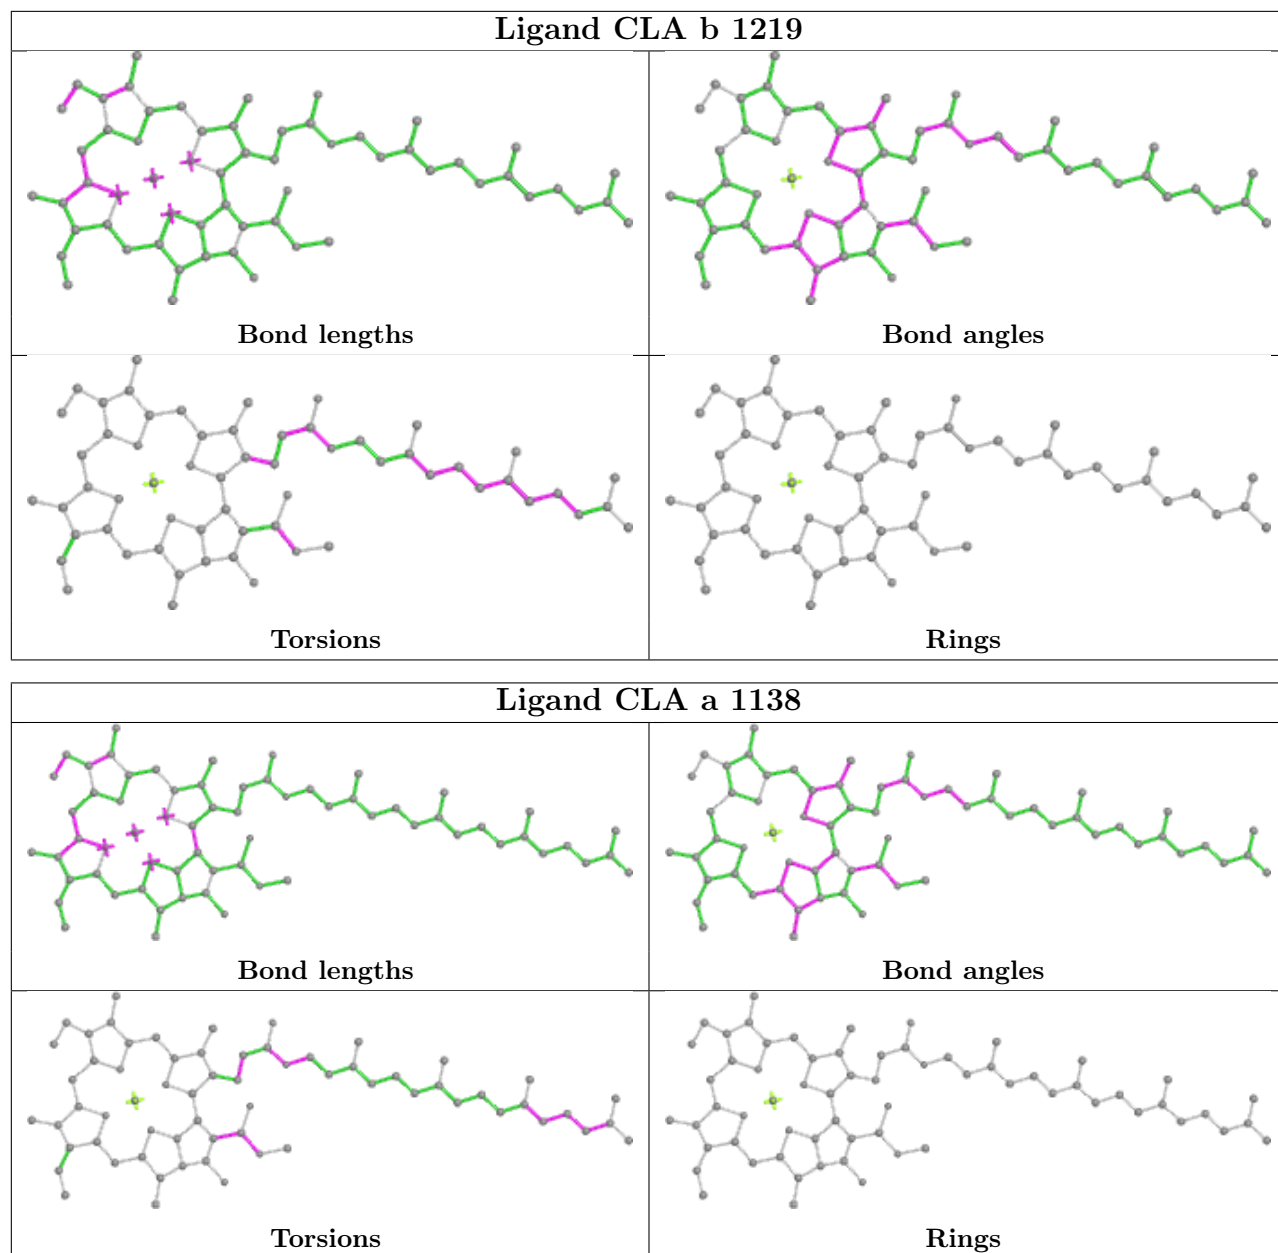 Ligand CLA b 1219
Bond lengths
Bond angles
Torsions
Rings
Ligand CLA a 1138
Bond lengths
Bond angles
Torsions
Rings